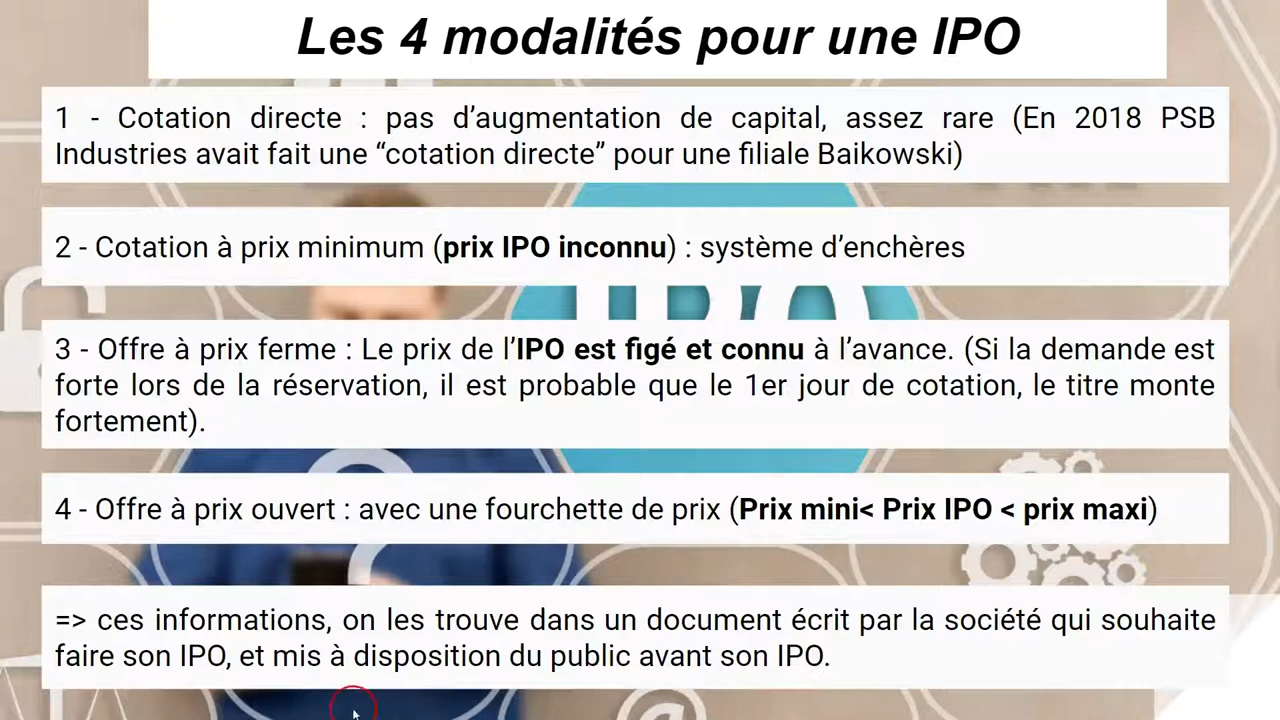 Les 4 modalités pour une IPO
1 - Cotation directe : pas d’augmentation de capital, assez rare (En 2018 PSB
Industries avait fait une “cotation directe” pour une filiale Baikowski)
2 - Cotation à prix minimum (prix IPO inconnu) : système d’enchères
3 - Offre à prix ferme : Le prix de l’IPO est figé et connu à l’avance. (Si la demande est
forte lors de la réservation, il est probable que le 1er jour de cotation, le titre monte
fortement).
4 - Offre à prix ouvert : avec une fourchette de prix (Prix mini< Prix IPO < prix maxi)
=> ces informations, on les trouve dans un document écrit par la société qui souhaite
faire son IPO, et mis à disposition du public avant son IPO.